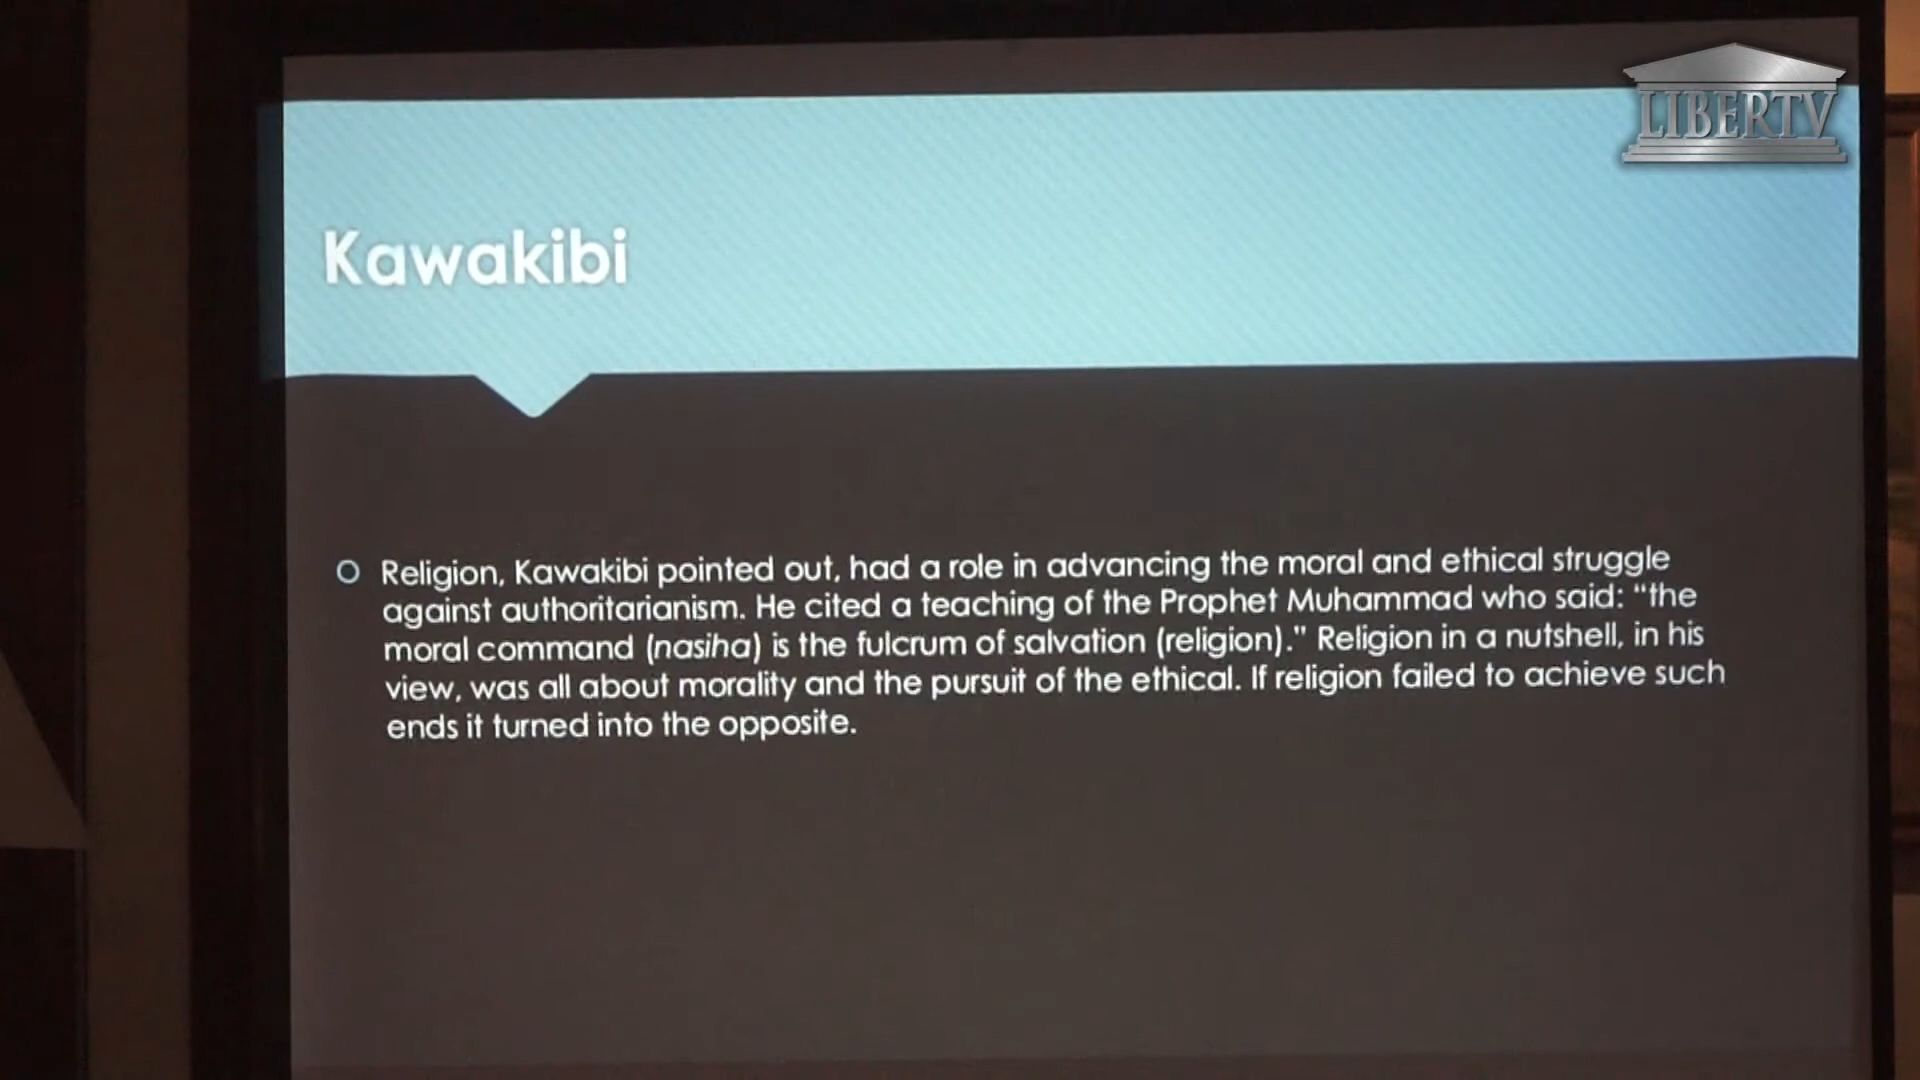 LIBERTV
Kawakibi
Religion, Kawakibi pointed out, had a role in advancing the moral and ethical struggle
against authoritarianism. He cited a teaching of the Prophet Muhammad who said: “the
moral command (nasiha) is the fulcrum of salvation (religion).” Religion in a nutshell, in his
view, was all about morality and the pursuit of the ethical. If religion failed to achieve such
ends it turned into the opposite.